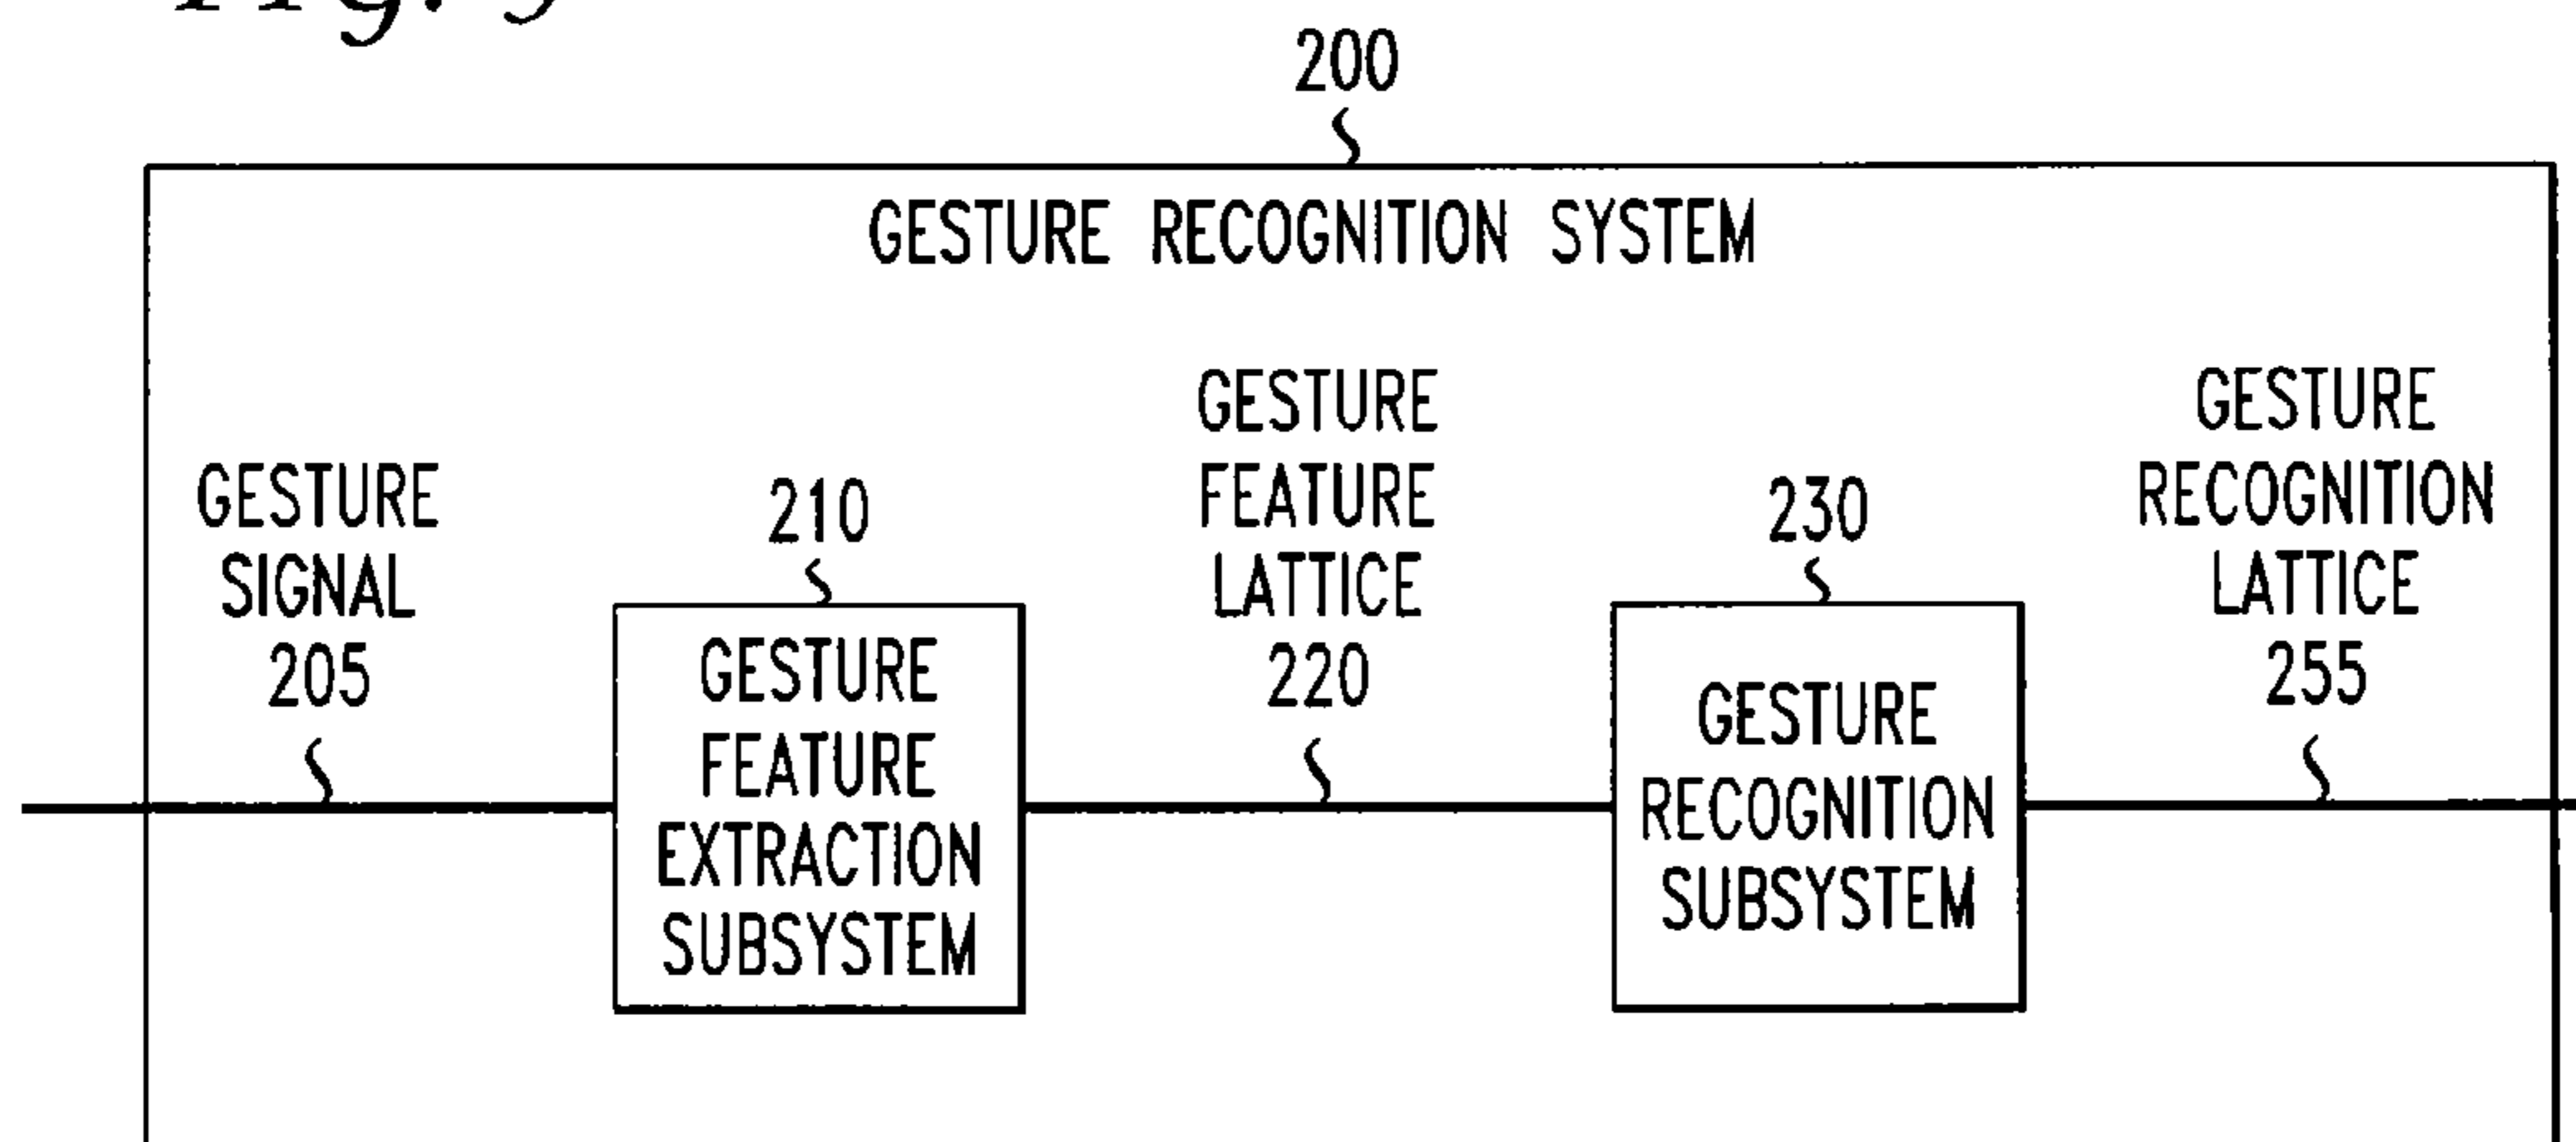 200
GESTURE RECOGNITION SYSTEM
GESTURE
SIGNAL
205
210
GESTURE
FEATURE
EXTRACTION
SUBSYSTEM
GESTURE
FEATURE
LATTICE
220
230
GESTURE
RECOGNITION
SUBSYSTEM
GESTURE
RECOGNITION
LATTICE
255